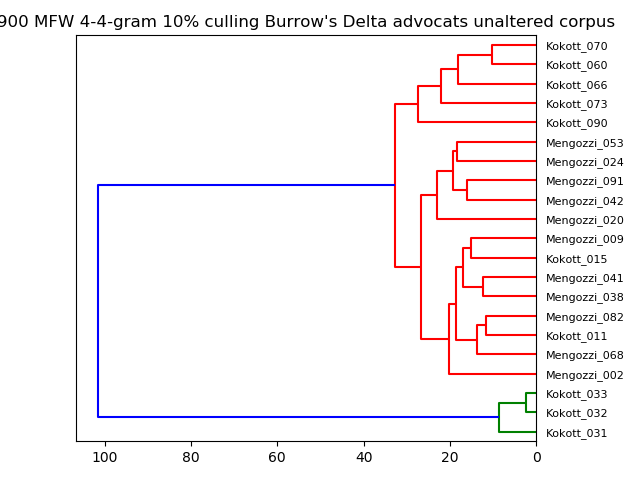 900 MFW 4-4-gram 10% culling Burrow's Delta advocats unaltered corpus
Kokott_070
Kokott_060
Kokott_066
Kokott_073
Kokott_090
Mengozzi_053
Mengozzi_024
Mengozzi_091
Mengozzi_042
Mengozzi_020
Mengozzi_009
Kokott_015
Mengozzi_041
Mengozzi_038
Mengozzi_082
Kokott_011
Mengozzi_068
Mengozzi_002
Kokott_033
Kokott_032
Kokott_031
100 80 60 40 20 0